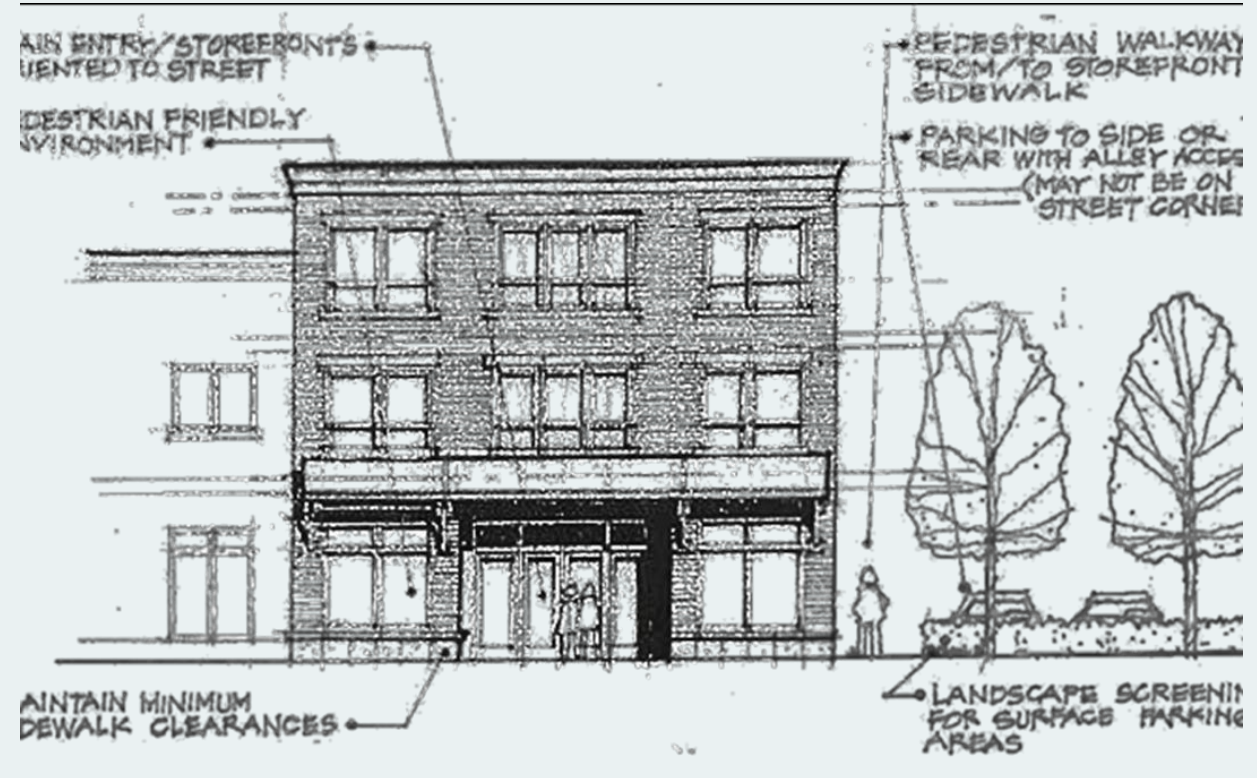 AIN ENTRY/STOREFRONTS
IENTED TO STREET
DESTRIAN FRIENDLY
NVIRONMENT
PEDESTRIAN WALKWAY
FROM/TO STOREFRONT
SIDEWALK
PARKING TO SIDE OR
REAR WITH ALLEY ACCES
(MAY NOT BE ON
STREET CORNER
AINTAIN MINIMUM
DEWALK CLEARANCES
LANDSCAPE SCREENIN
FOR SURFACE PARKING
AREAS